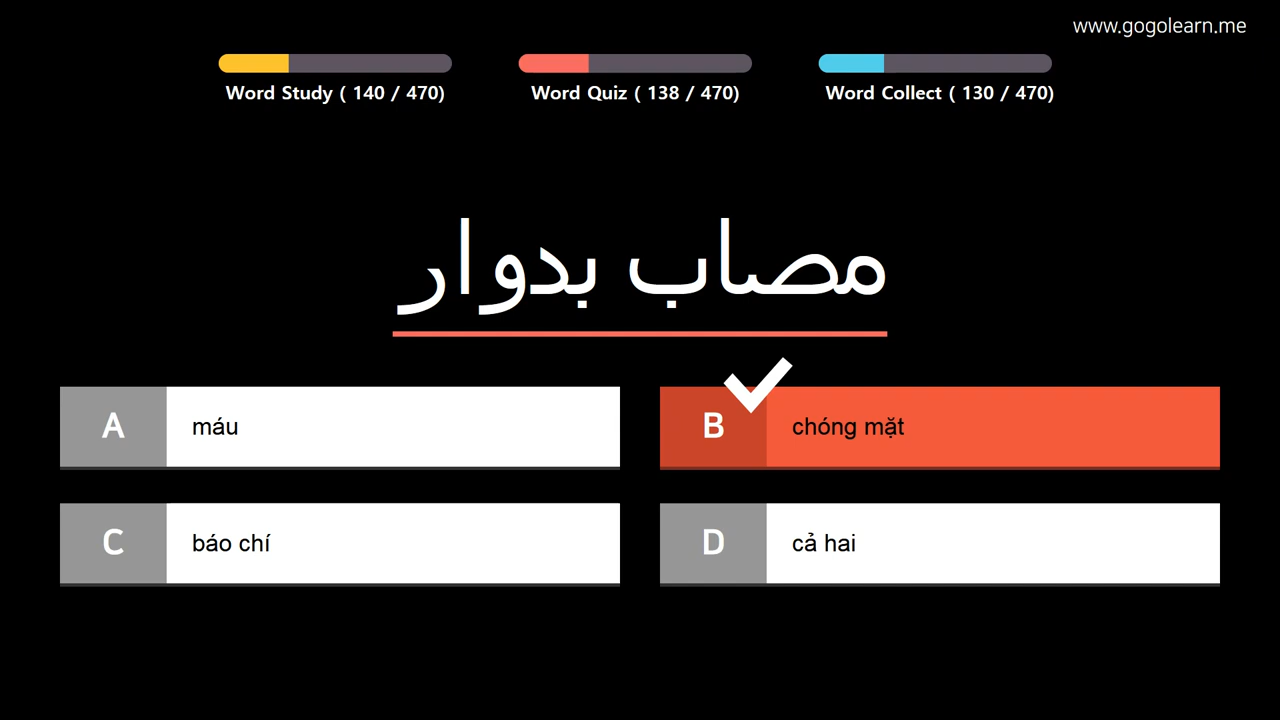 www.gogolearn.me
Word Study ( 140 / 470)
Word Quiz ( 138 / 470)
Word Collect ( 130 / 470)
مصاب بدوار
A máu
B chóng mặt
C báo chí
D cả hai